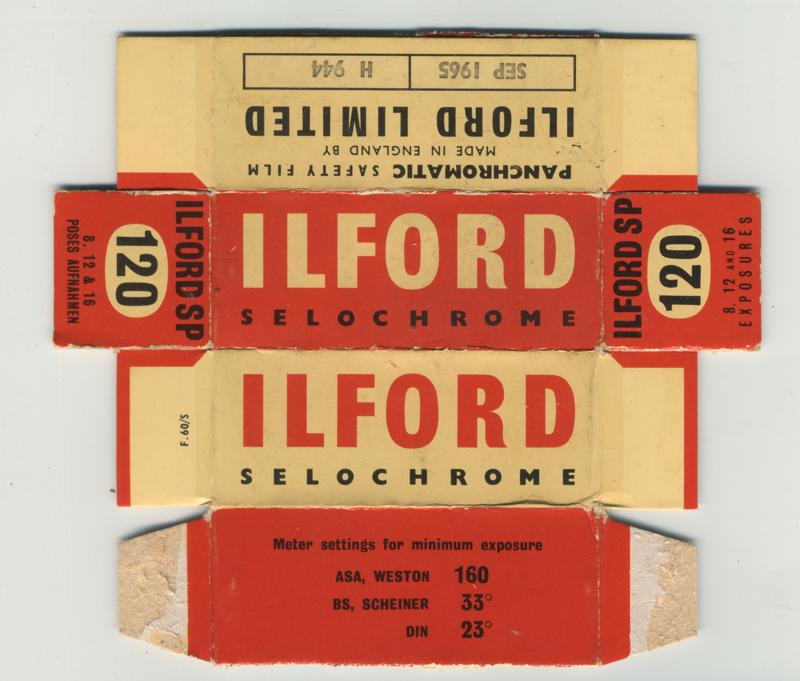 SEP 1965 H 944
ILFORD LIMITED
MADE IN ENGLAND BY
PANCHROMATIC SAFETY FILM
ILFORD SP
120
8, 12 & 16
POSES AUFNAHMEN
ILFORD
SELOCHROME
ILFORD SP
120
8, 12 AND 16
EXPOSURES
F.60/S
ILFORD
SELOCHROME
Meter settings for minimum exposure
ASA, WESTON 160
BS, SCHEINER 33°
DIN 23°